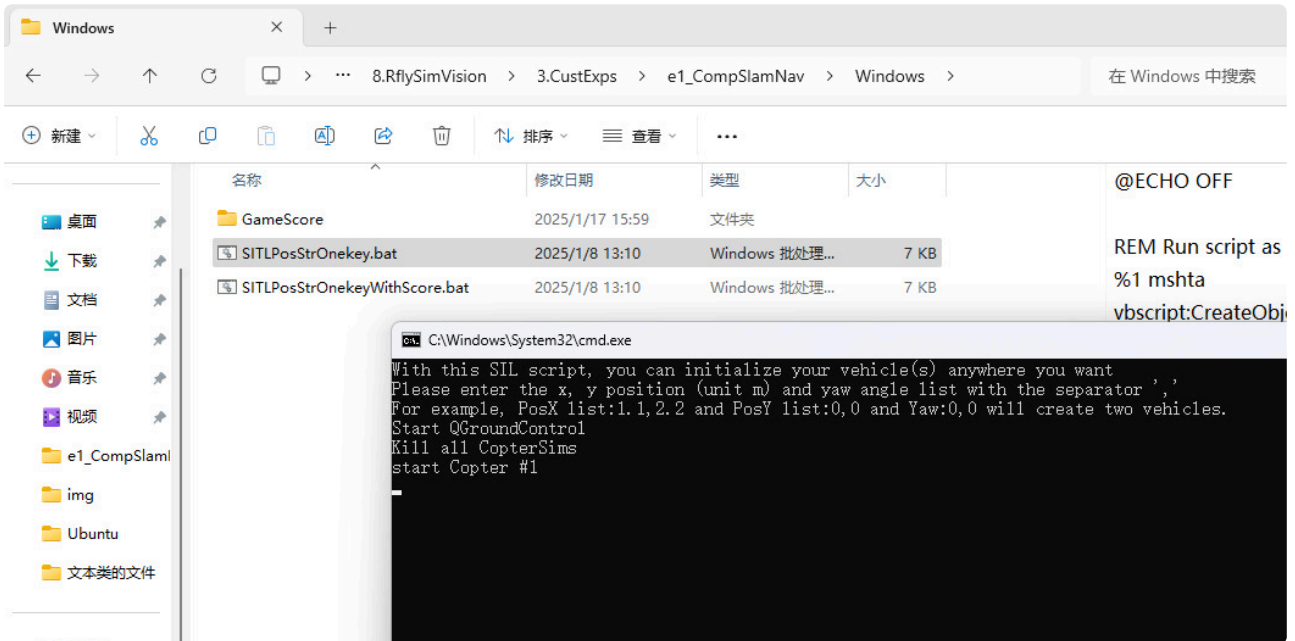 Windows
8.RflySimVision > 3.CustExps > e1_CompSlamNav > Windows >
在 Windows 中搜索
新建
排序
查看
名称 修改日期 类型 大小
GameScore 2025/1/17 15:59 文件夹
SITLPosStrOnekey.bat 2025/1/8 13:10 Windows 批处理... 7 KB
SITLPosStrOnekeyWithScore.bat 2025/1/8 13:10 Windows 批处理... 7 KB
@ECHO OFF
REM Run script as
%1 mshta
vbscript:CreateObj
桌面
下载
文档
图片
音乐
视频
e1_CompSlam
img
Ubuntu
文本类的文件
C:\Windows\System32\cmd.exe
With this SIL script, you can initialize your vehicle(s) anywhere you want
Please enter the x, y position (unit m) and yaw angle list with the separator ','
For example, PosX list:1.1,2.2 and PosY list:0,0 and Yaw:0,0 will create two vehicles.
Start QGroundControl
Kill all CopterSims
start Copter #1